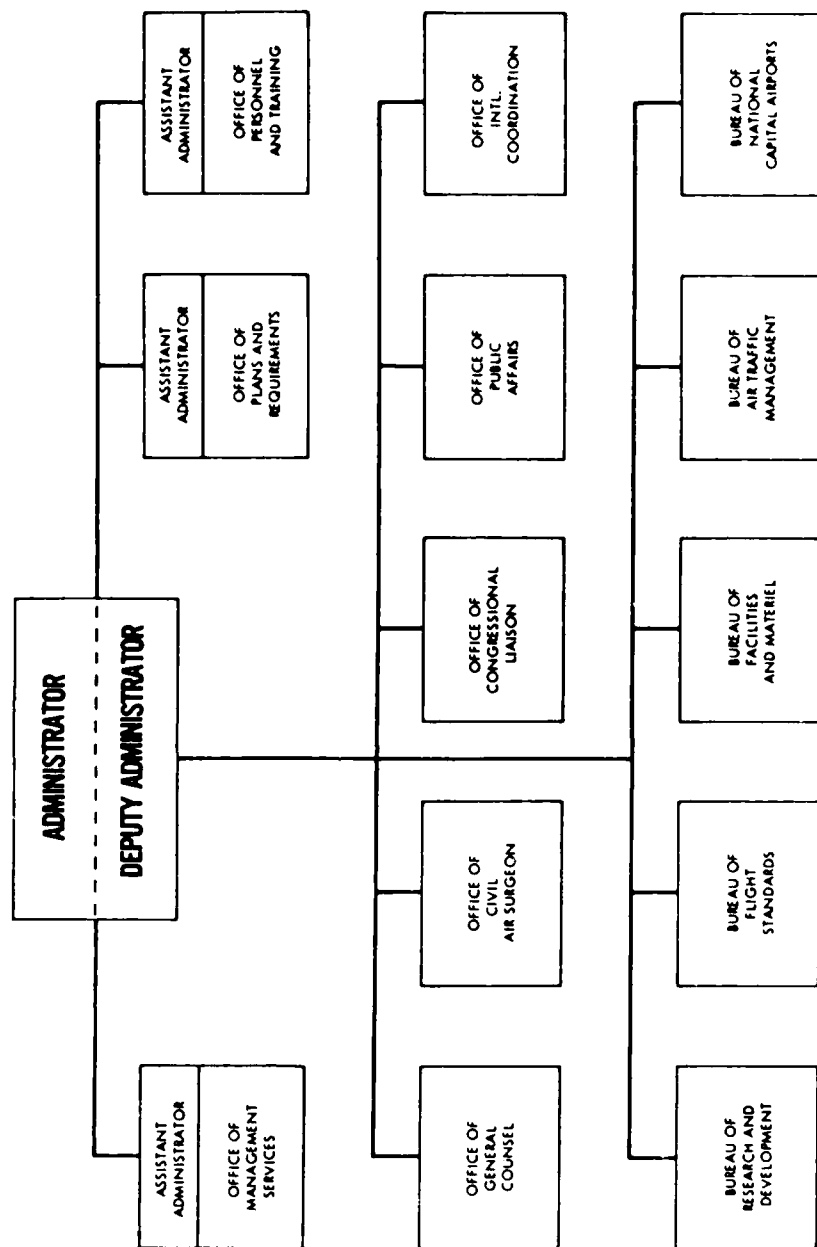 ADMINISTRATOR
DEPUTY ADMINISTRATOR
ASSISTANT
ADMINISTRATOR
OFFICE OF
MANAGEMENT
SERVICES
ASSISTANT
ADMINISTRATOR
OFFICE OF
PLANS AND
REQUIREMENTS
ASSISTANT
ADMINISTRATOR
OFFICE OF
PERSONNEL
AND TRAINING
OFFICE OF
GENERAL
COUNSEL
OFFICE OF
CIVIL
AIR SURGEON
OFFICE OF
CONGRESSIONAL
LIAISON
OFFICE OF
PUBLIC
AFFAIRS
OFFICE OF
INTL.
COORDINATION
BUREAU OF
RESEARCH AND
DEVELOPMENT
BUREAU OF
FLIGHT
STANDARDS
BUREAU OF
FACILITIES
AND MATERIEL
BUREAU OF
AIR TRAFFIC
MANAGEMENT
BUREAU OF
NATIONAL
CAPITAL AIRPORTS